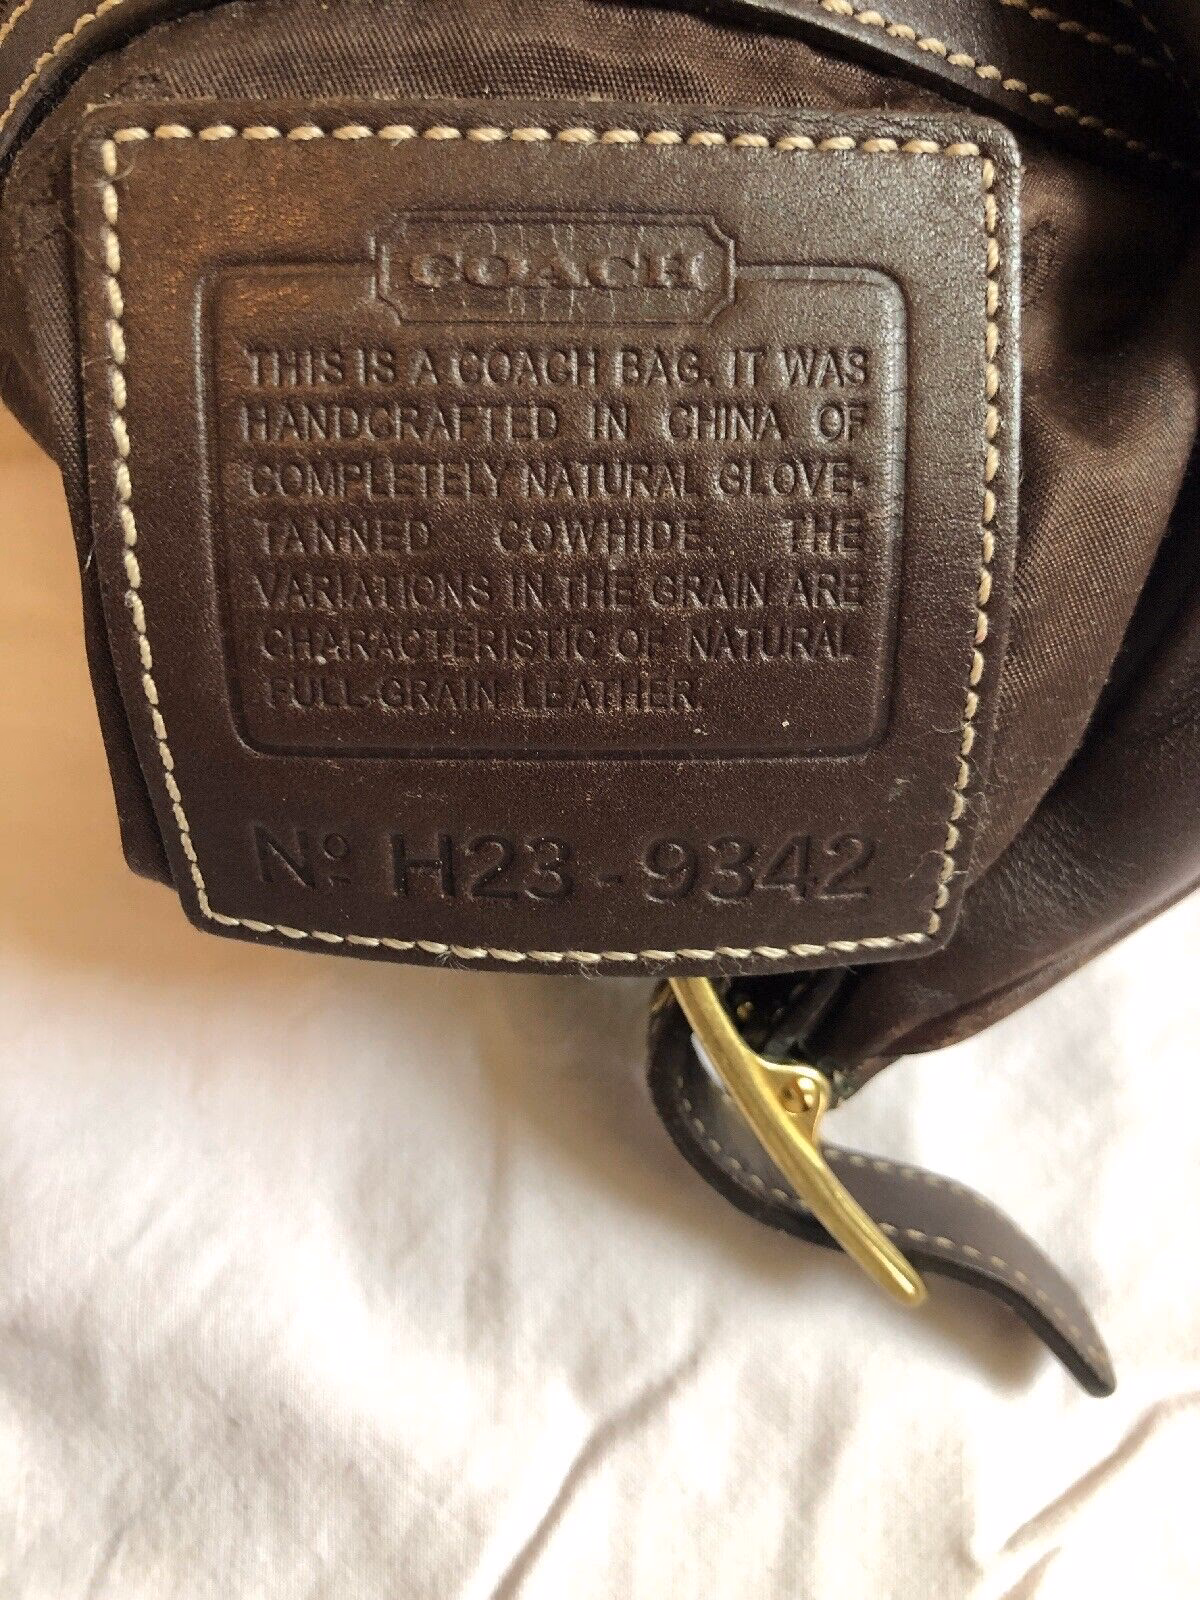 COACH
THIS IS A COACH BAG. IT WAS
HANDCRAFTED IN CHINA OF
COMPLETELY NATURAL GLOVE-
TANNED COWHIDE. THE
VARIATIONS IN THE GRAIN ARE
CHARACTERISTIC OF NATURAL
FULL-GRAIN LEATHER.
Nº H23-9342